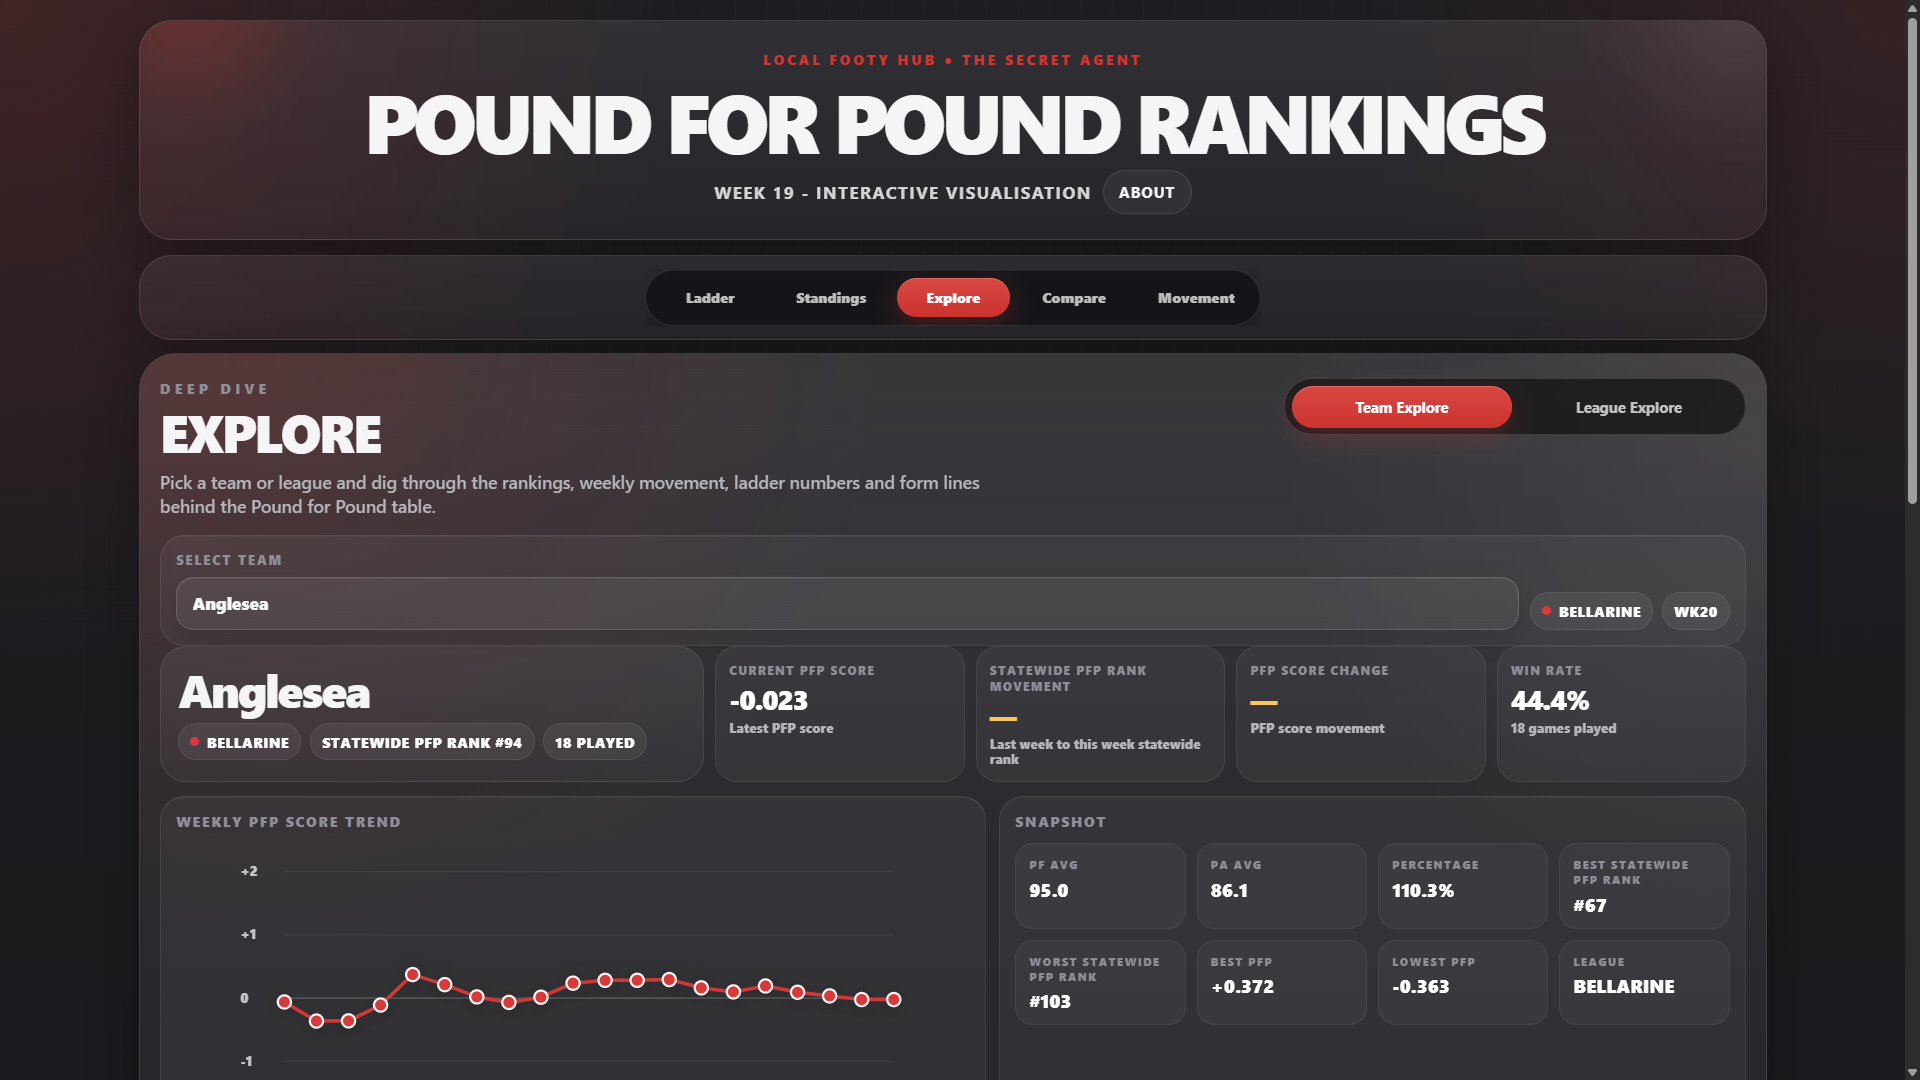 LOCAL FOOTY HUB • THE SECRET AGENT
POUND FOR POUND RANKINGS
WEEK 19 - INTERACTIVE VISUALISATION
ABOUT
Ladder
Standings
Explore
Compare
Movement
DEEP DIVE
EXPLORE
Pick a team or league and dig through the rankings, weekly movement, ladder numbers and form lines
behind the Pound for Pound table.
Team Explore
League Explore
SELECT TEAM
Anglesea
BELLARINE
WK20
Anglesea
BELLARINE
STATEWIDE PFP RANK #94
18 PLAYED
CURRENT PFP SCORE
-0.023
Latest PFP score
STATEWIDE PFP RANK
MOVEMENT
—
Last week to this week statewide
rank
PFP SCORE CHANGE
—
PFP score movement
WIN RATE
44.4%
18 games played
WEEKLY PFP SCORE TREND
+2
+1
0
-1
SNAPSHOT
PF AVG
95.0
PA AVG
86.1
PERCENTAGE
110.3%
BEST STATEWIDE
PFP RANK
#67
WORST STATEWIDE
PFP RANK
#103
BEST PFP
+0.372
LOWEST PFP
-0.363
LEAGUE
BELLARINE